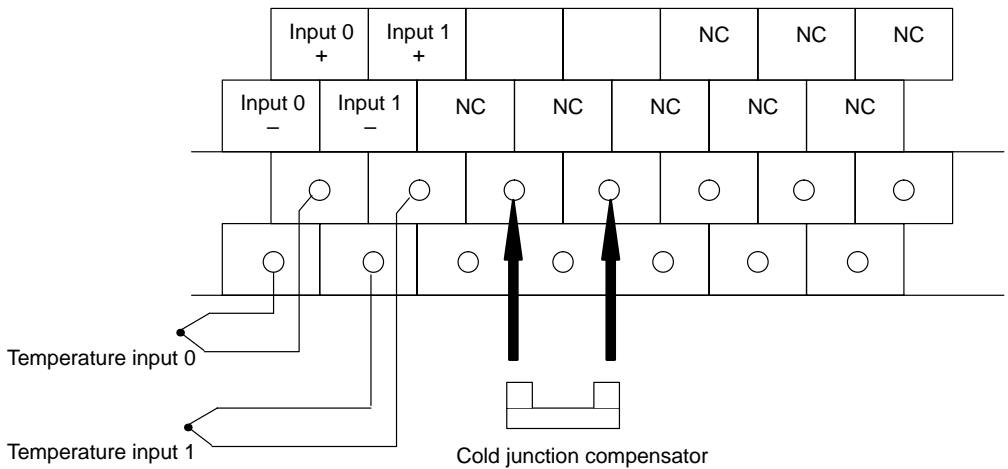 Input 0 + Input 1 + NC NC NC
Input 0 – Input 1 – NC NC NC NC NC
Temperature input 0
Temperature input 1
Cold junction compensator